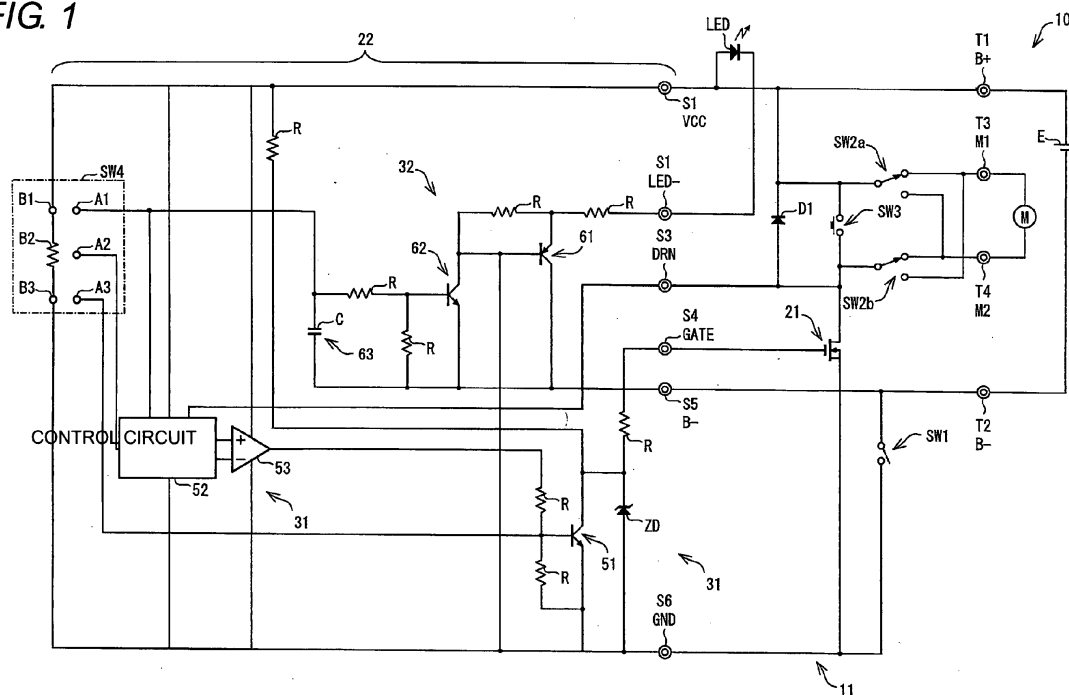 FIG. 1
10
LED
T1
B+
22
S1
VCC
R
T3
M1
SW2a
E
SW4
S1
LED-
32
B1
A1
R
R
D1
SW3
M
B2
A2
S3
DRN
61
62
B3
A3
R
SW2b
T4
M2
S4
GATE
21
C
63
R
S5
B-
T2
B-
CONTROL CIRCUIT
R
SW1
53
52
31
R
ZD
51
31
R
S6
GND
11